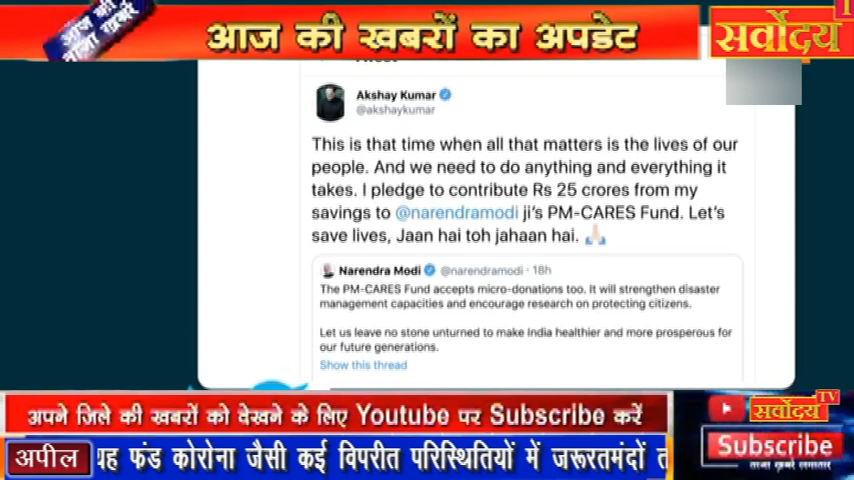 आज की
ताजा खबर
आज की खबरों का अपडेट
सर्वोदय TV
Tweet
Akshay Kumar
@akshaykumar
This is that time when all that matters is the lives of our
people. And we need to do anything and everything it
takes. I pledge to contribute Rs 25 crores from my
savings to @narendramodi ji's PM-CARES Fund. Let's
save lives, Jaan hai toh jahaan hai. 🙏🏻
Narendra Modi @narendramodi · 18h
The PM-CARES Fund accepts micro-donations too. It will strengthen disaster
management capacities and encourage research on protecting citizens.
Let us leave no stone unturned to make India healthier and more prosperous for
our future generations.
Show this thread
अपने जिले की खबरों को देखने के लिए Youtube पर Subscribe करें
सर्वोदय TV
Subscribe
ताजा ख़बरें लगातार
अपील
यह फंड कोरोना जैसी कई विपरीत परिस्थितियों में जरूरतमंदों